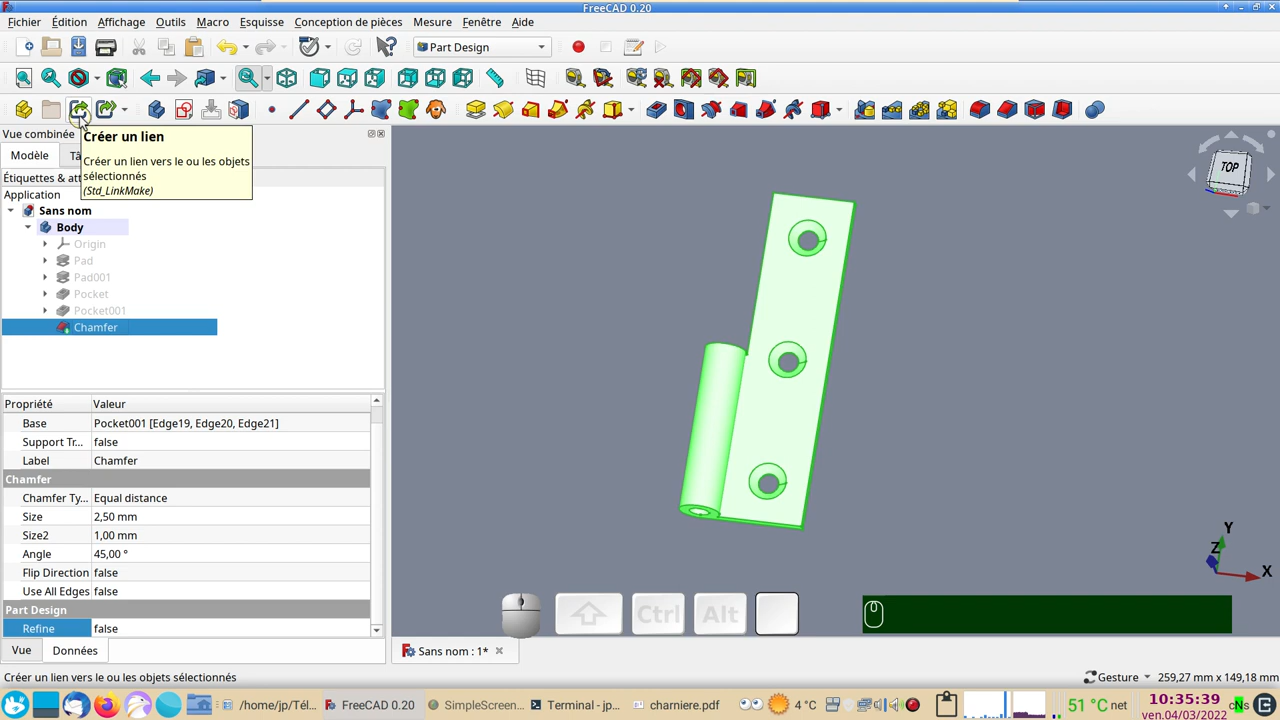 FreeCAD 0.20
Fichier Édition Affichage Outils Macro Esquisse Conception de pièces Mesure Fenêtre Aide
Part Design
Vue combinée
Créer un lien
Créer un lien vers le ou les objets
sélectionnés
(Std_LinkMake)
Modèle
Étiquettes & att
Application
Sans nom
Body
Origin
Pad
Pad001
Pocket
Pocket001
Chamfer
TOP
Propriété Valeur
Base Pocket001 [Edge19, Edge20, Edge21]
Support Tr... false
Label Chamfer
Chamfer
Chamfer Ty... Equal distance
Size 2,50 mm
Size2 1,00 mm
Angle 45,00 °
Flip Direction false
Use All Edges false
Part Design
Refine false
Vue Données
Y
Z
X
Ctrl Alt
Sans nom : 1*
Créer un lien vers le ou les objets sélectionnés
Gesture 259,27 mm x 149,18 mm
/home/jp/Tél... FreeCAD 0.20 SimpleScreen... Terminal - jp... charniere.pdf 4°C 51 °C net
10:35:39
ven.04/03/2022